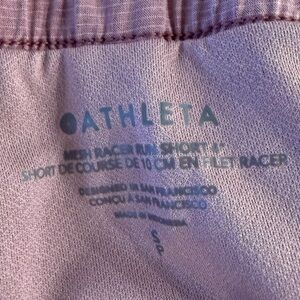 ATHLETA
MESH RACER RUN SHORT 4"
SHORT DE COURSE DE 10 CM EN FILET RACER
DESIGNED IN SAN FRANCISCO
CONÇU À SAN FRANCISCO
MADE IN